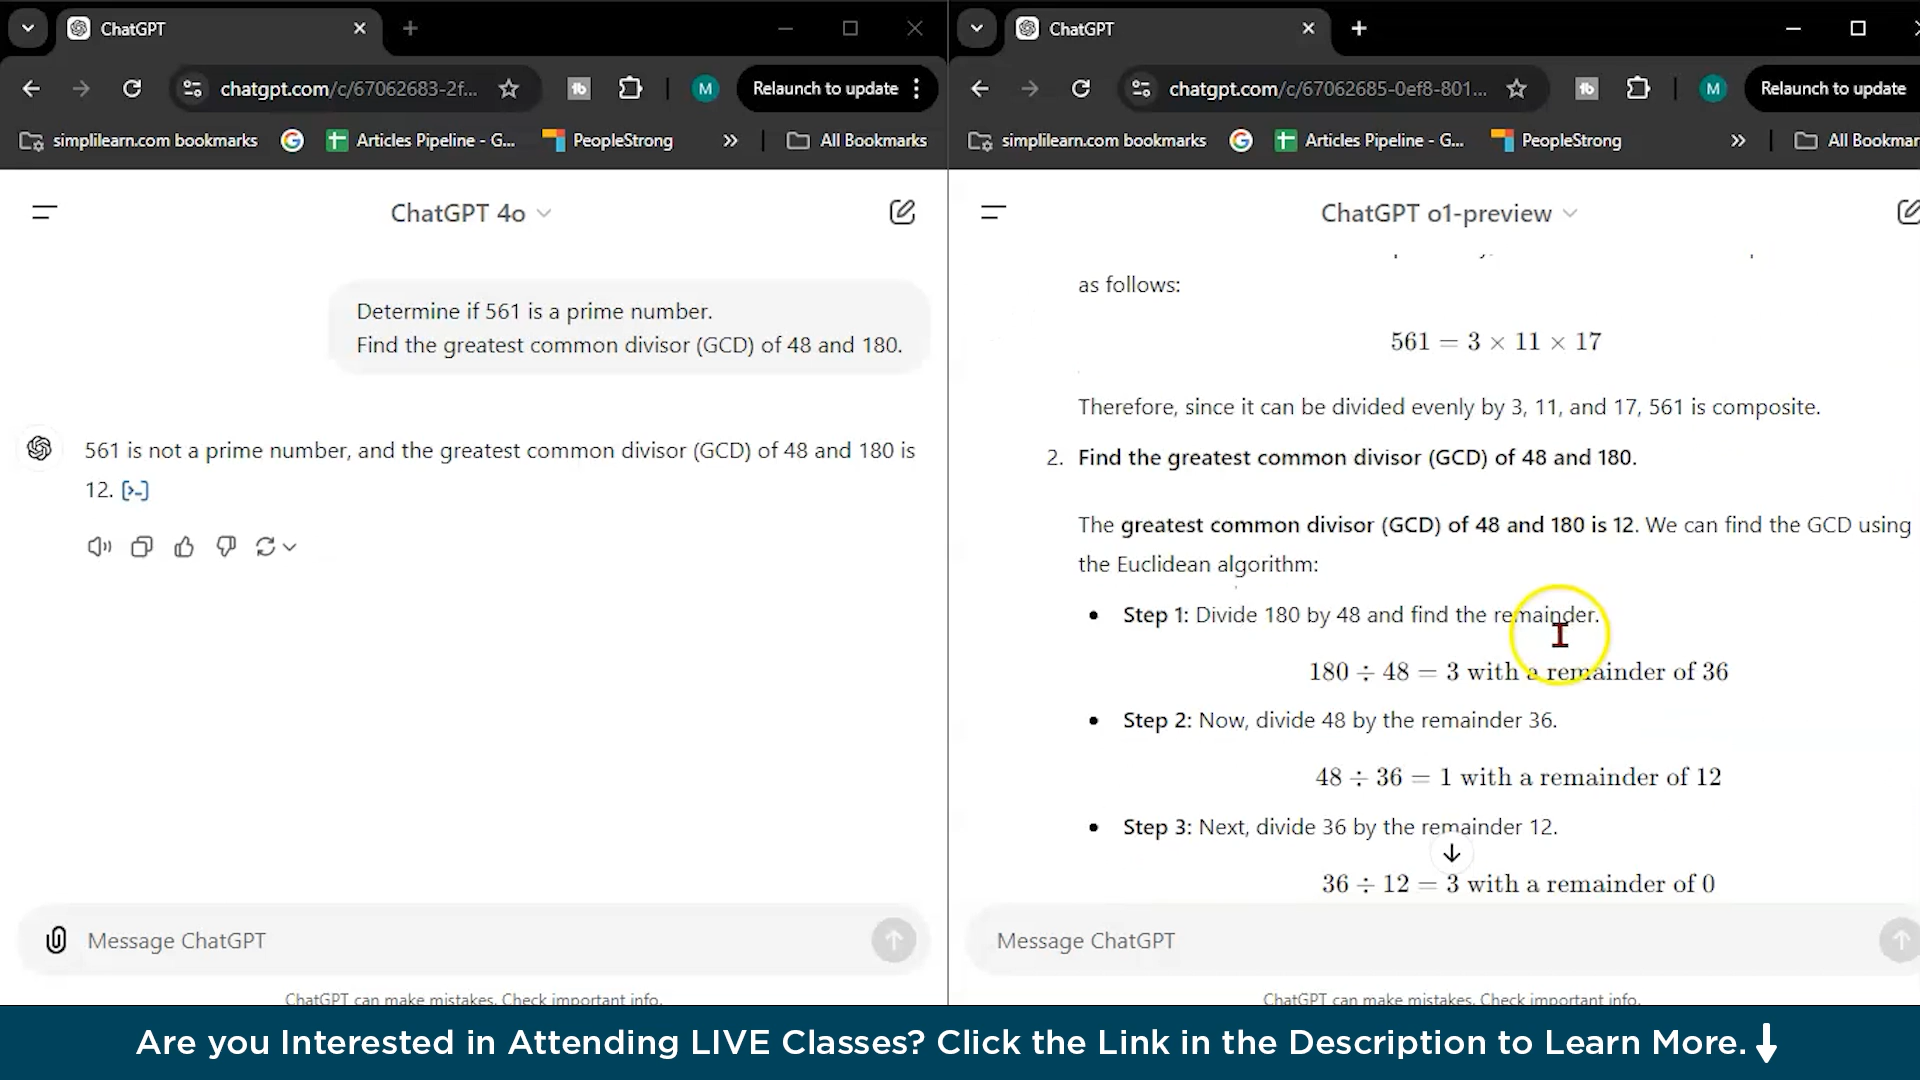 ChatGPT
chatgpt.com/c/67062683-2f...
Relaunch to update
simplilearn.com bookmarks
Articles Pipeline - G...
PeopleStrong
All Bookmarks
ChatGPT 4o
Determine if 561 is a prime number.
Find the greatest common divisor (GCD) of 48 and 180.
561 is not a prime number, and the greatest common divisor (GCD) of 48 and 180 is
12. [>-]
Message ChatGPT
ChatGPT can make mistakes. Check important info.
ChatGPT
chatgpt.com/c/67062685-0ef8-801...
Relaunch to update
simplilearn.com bookmarks
Articles Pipeline - G...
PeopleStrong
All Bookmar
ChatGPT o1-preview
as follows:
561 = 3 × 11 × 17
Therefore, since it can be divided evenly by 3, 11, and 17, 561 is composite.
2. Find the greatest common divisor (GCD) of 48 and 180.
The greatest common divisor (GCD) of 48 and 180 is 12. We can find the GCD using
the Euclidean algorithm:
• Step 1: Divide 180 by 48 and find the remainder.
180 ÷ 48 = 3 with a remainder of 36
• Step 2: Now, divide 48 by the remainder 36.
48 ÷ 36 = 1 with a remainder of 12
• Step 3: Next, divide 36 by the remainder 12.
36 ÷ 12 = 3 with a remainder of 0
Message ChatGPT
ChatGPT can make mistakes. Check important info.
Are you Interested in Attending LIVE Classes? Click the Link in the Description to Learn More.